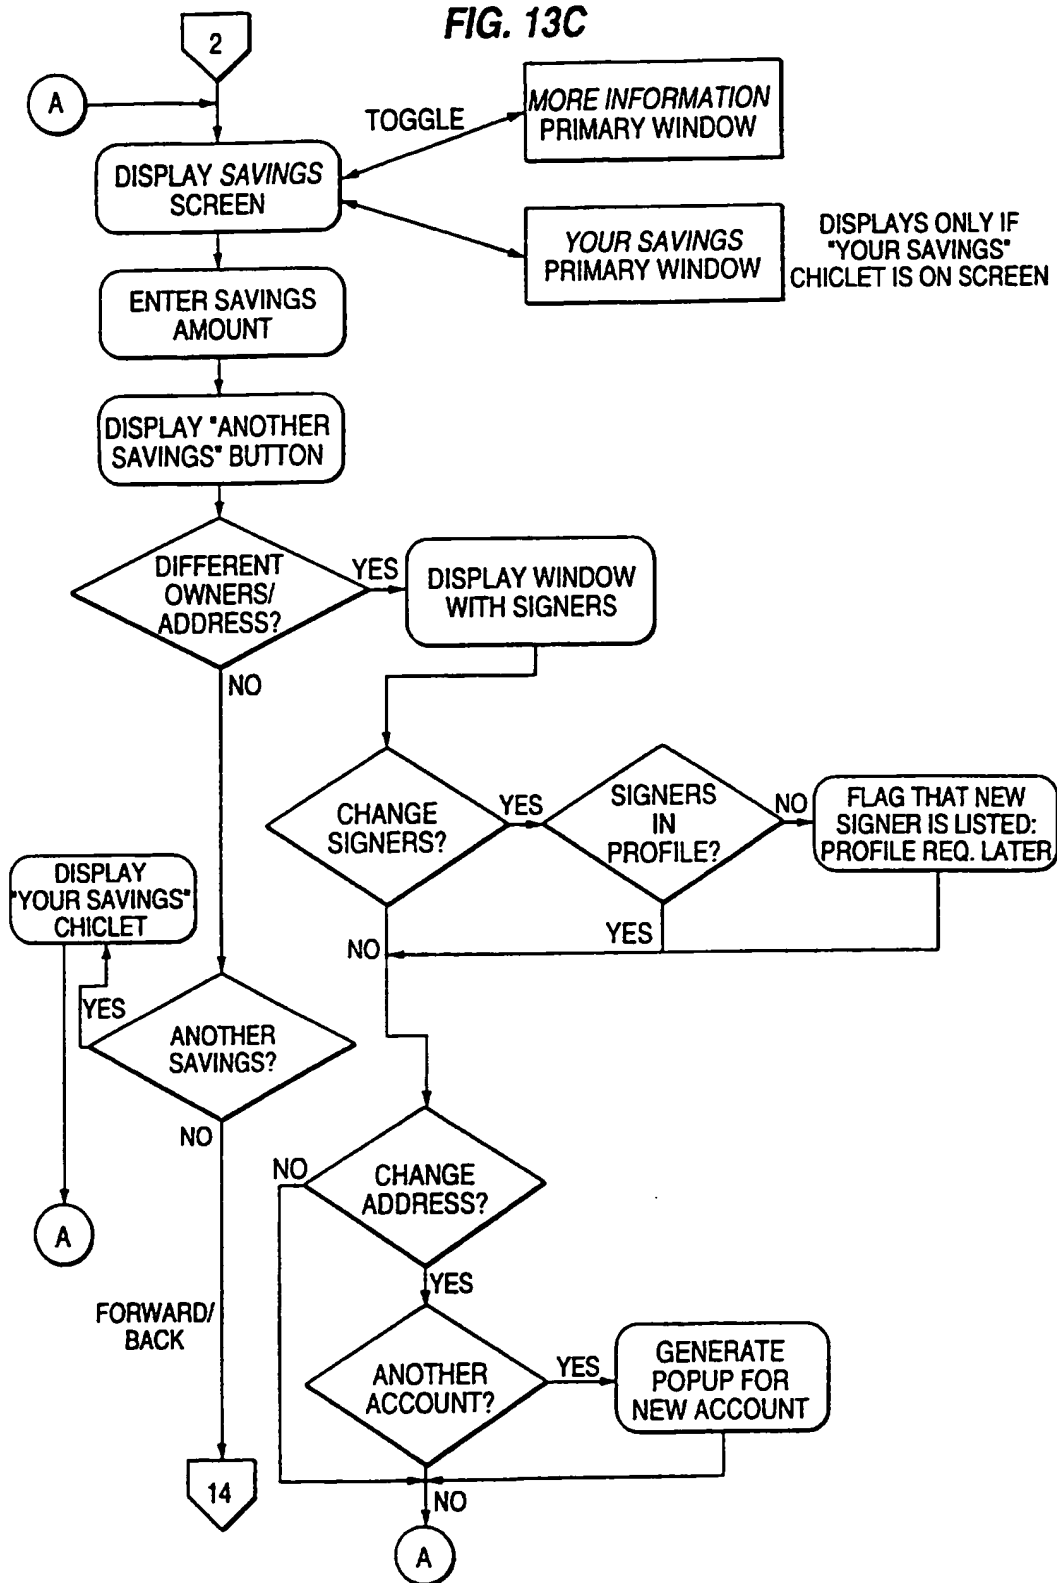 FIG. 13C
2
A
TOGGLE
MORE INFORMATION
PRIMARY WINDOW
DISPLAY SAVINGS
SCREEN
YOUR SAVINGS
PRIMARY WINDOW
DISPLAYS ONLY IF
"YOUR SAVINGS"
CHICLET IS ON SCREEN
ENTER SAVINGS
AMOUNT
DISPLAY "ANOTHER
SAVINGS" BUTTON
DIFFERENT
OWNERS/
ADDRESS?
YES
DISPLAY WINDOW
WITH SIGNERS
NO
CHANGE
SIGNERS?
YES
SIGNERS
IN
PROFILE?
NO
FLAG THAT NEW
SIGNER IS LISTED:
PROFILE REQ. LATER
DISPLAY
"YOUR SAVINGS"
CHICLET
NO
YES
YES
ANOTHER
SAVINGS?
NO
A
NO
CHANGE
ADDRESS?
YES
FORWARD/
BACK
ANOTHER
ACCOUNT?
YES
GENERATE
POPUP FOR
NEW ACCOUNT
14
NO
A